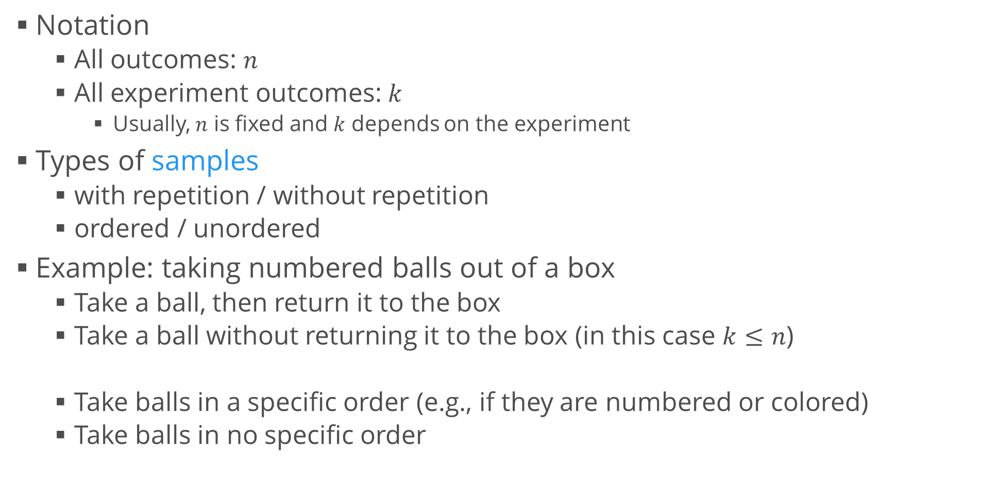 ▪ Notation
▪ All outcomes: n
▪ All experiment outcomes: k
▪ Usually, n is fixed and k depends on the experiment
▪ Types of samples
▪ with repetition / without repetition
▪ ordered / unordered
▪ Example: taking numbered balls out of a box
▪ Take a ball, then return it to the box
▪ Take a ball without returning it to the box (in this case k ≤ n)
▪ Take balls in a specific order (e.g., if they are numbered or colored)
▪ Take balls in no specific order